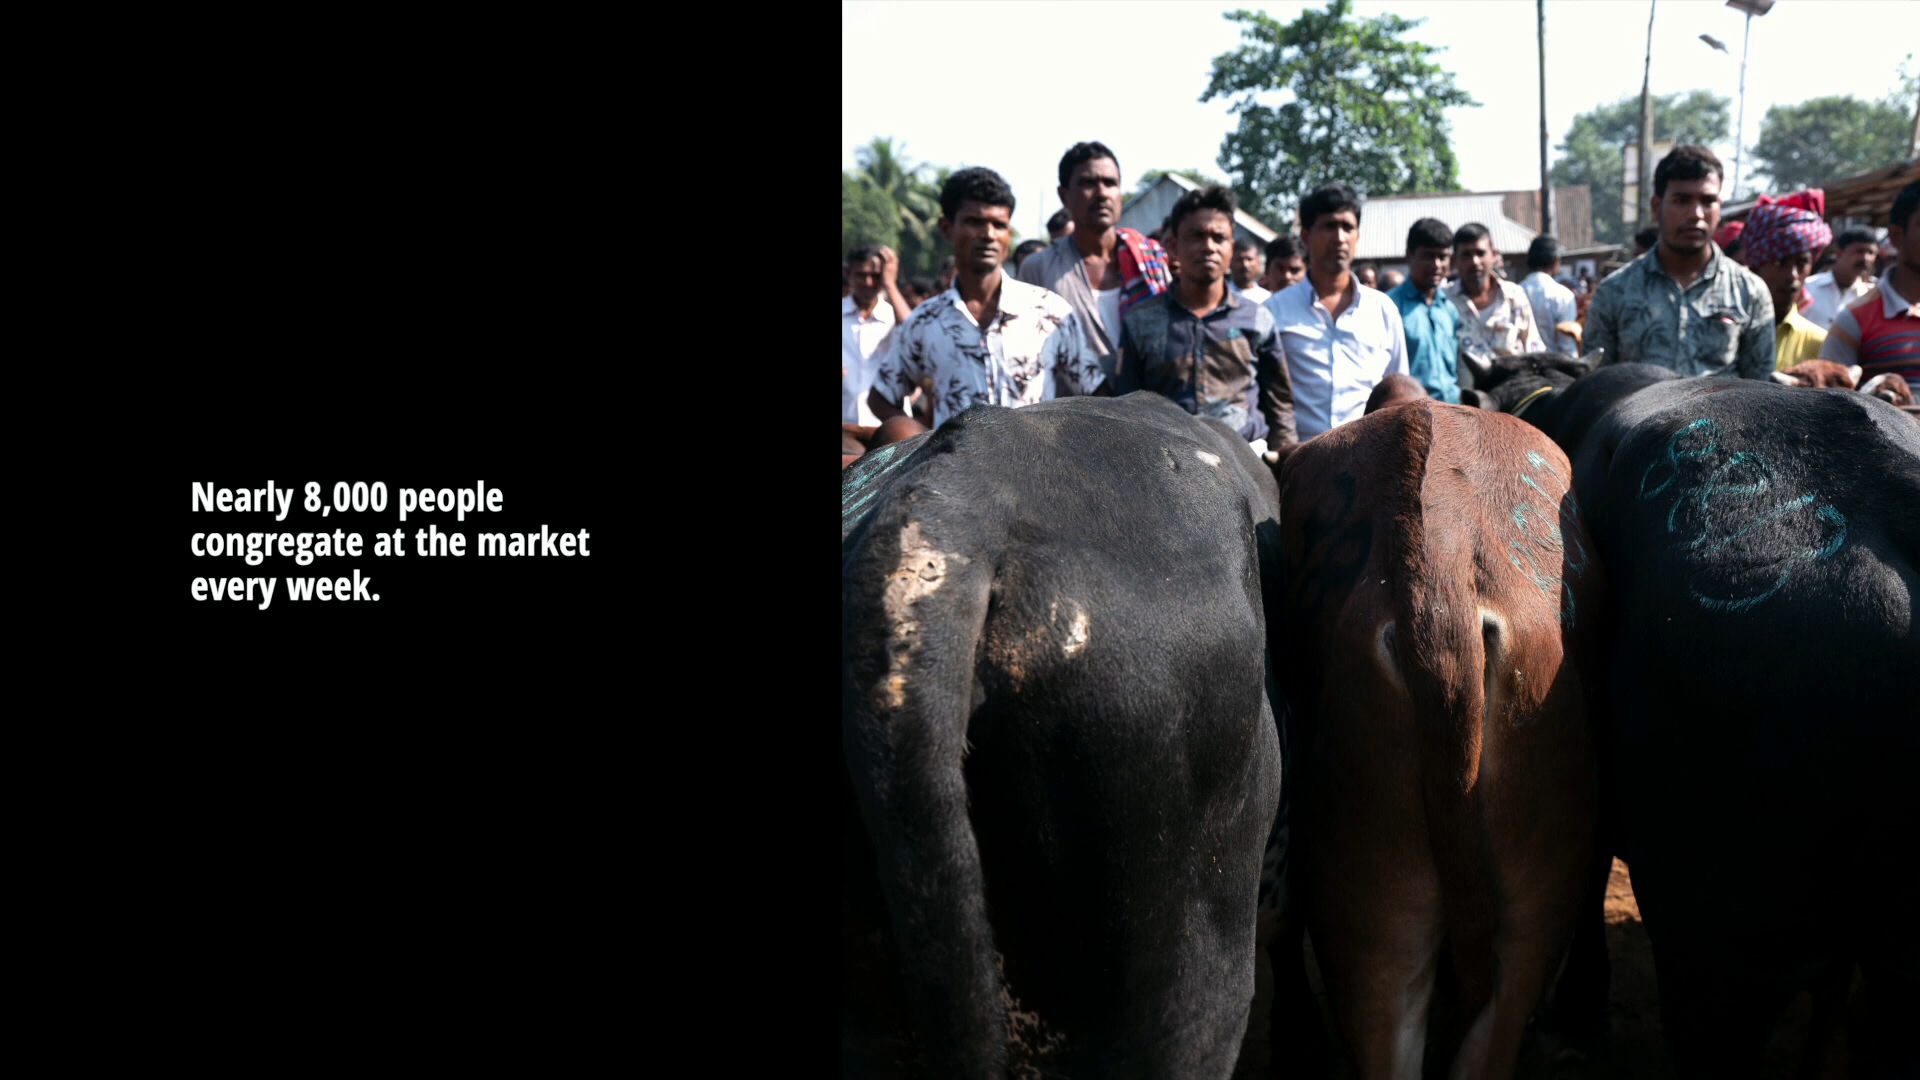 Nearly 8,000 people
congregate at the market
every week.